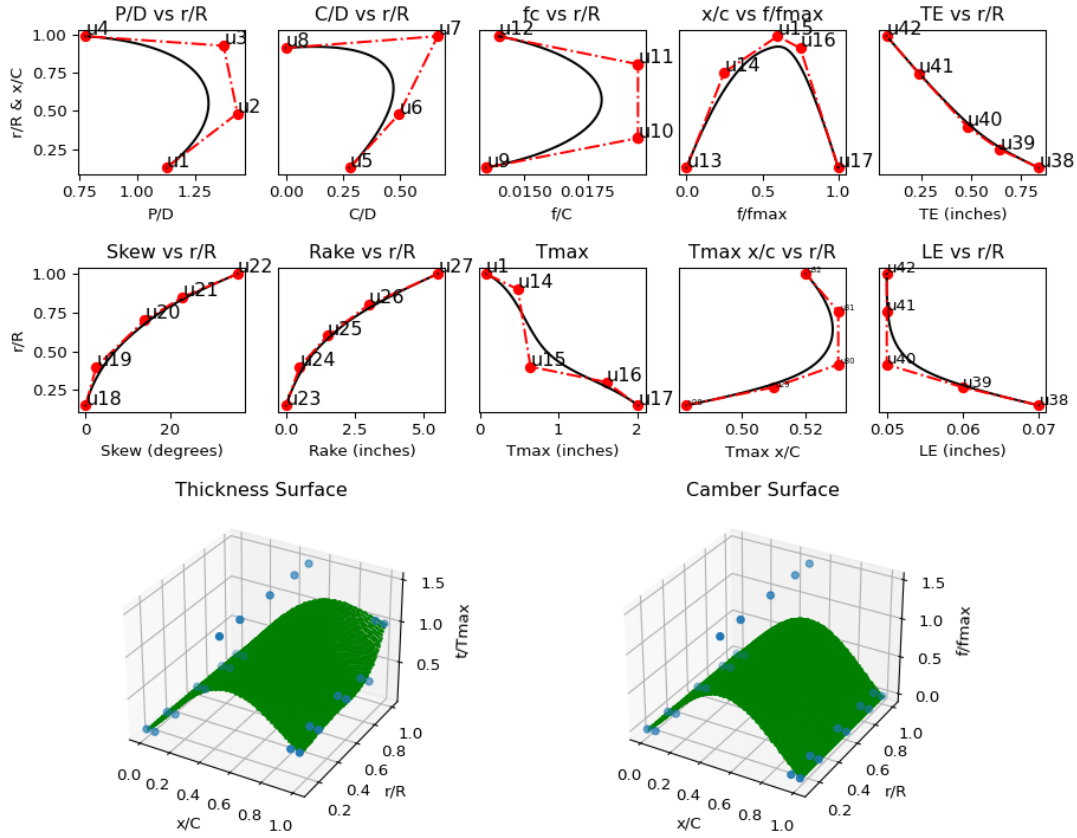 P/D vs r/R
C/D vs r/R
fc vs r/R
x/c vs f/fmax
TE vs r/R
r/R & x/C
1.00
0.75
0.50
0.25
u4
u3
u2
u1
0.75
1.00
1.25
P/D
u8
u7
u6
u5
0.00
0.25
0.50
C/D
u12
u11
u10
u9
0.0150
0.0175
f/C
u15
u16
u14
u13
u17
0.0
0.5
1.0
f/fmax
u42
u41
u40
u39
u38
0.25
0.50
0.75
TE (inches)
Skew vs r/R
Rake vs r/R
Tmax
Tmax x/c vs r/R
LE vs r/R
r/R
1.00
0.75
0.50
0.25
u22
u21
u20
u19
u18
0
20
Skew (degrees)
u27
u26
u25
u24
u23
0.0
2.5
5.0
Rake (inches)
u1
u14
u15
u16
u17
0
1
2
Tmax (inches)
u32
u31
u30
0.50
0.52
Tmax x/C
u42
u41
u40
u39
u38
0.05
0.06
0.07
LE (inches)
Thickness Surface
1.5
1.0
0.5
t/Tmax
0.0
0.2
0.4
0.6
0.8
1.0
x/C
0.2
0.4
0.6
0.8
1.0
r/R
Camber Surface
1.5
1.0
0.5
0.0
f/fmax
0.0
0.2
0.4
0.6
0.8
1.0
x/C
0.2
0.4
0.6
0.8
1.0
r/R